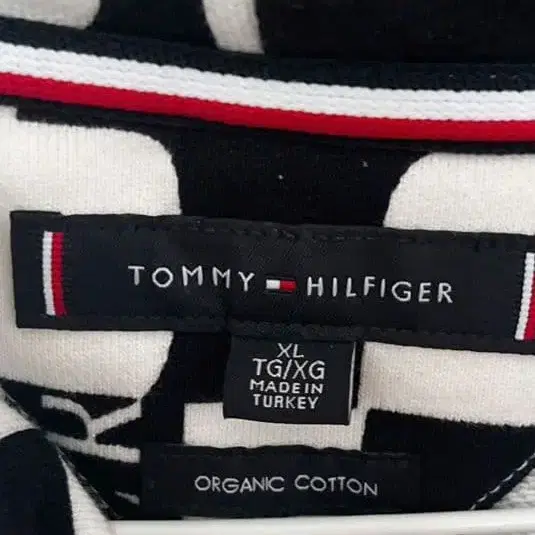 TOMMY HILFIGER
XL
TG/XG
MADE IN
TURKEY
ORGANIC COTTON